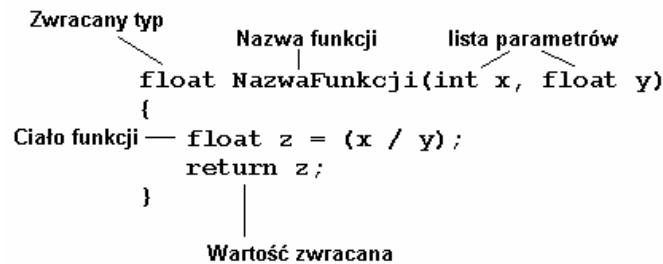 Zwracany typ
Nazwa funkcji lista parametrów
float NazwaFunkcji(int x, float y)
{
Ciało funkcji float z = (x / y);
return z;
}
Wartość zwracana